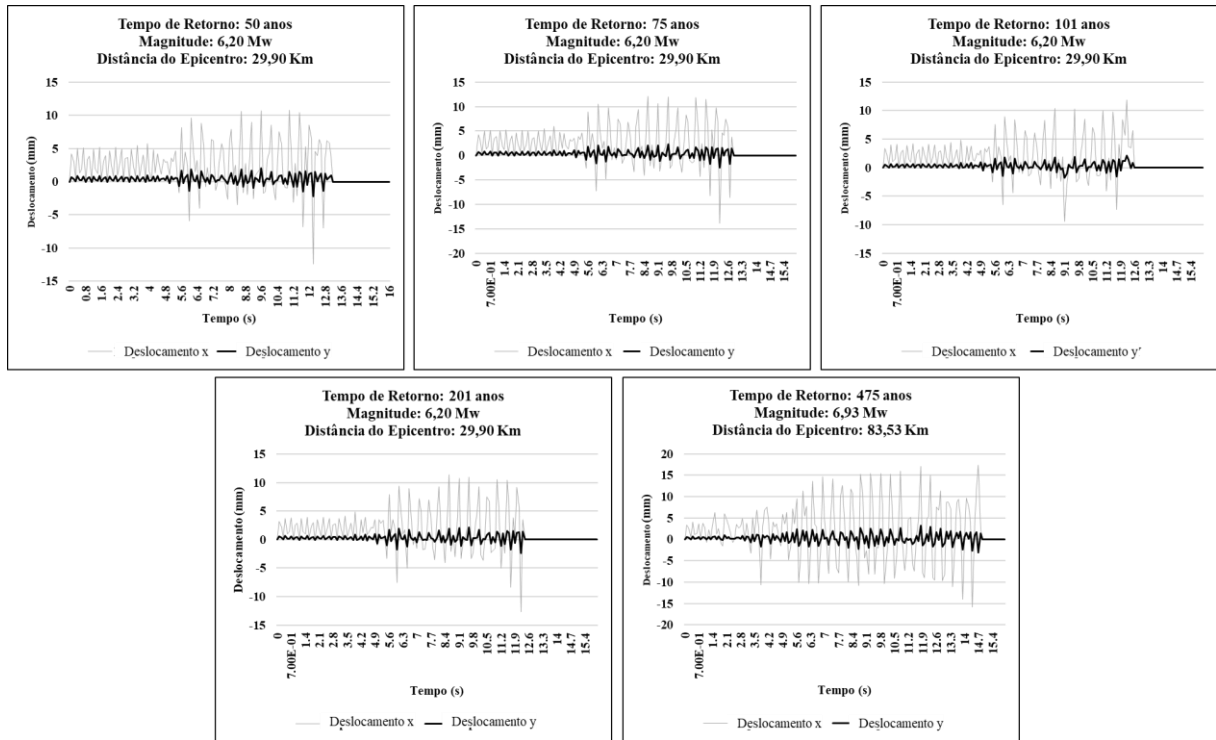 Tempo de Retorno: 50 anos
Magnitude: 6,20 Mw
Distância do Epicentro: 29,90 Km
Deslocamento (mm)
15
10
5
0
-5
-10
-15
0 0.8 1.6 2.4 3.2 4 4.8 5.6 6.4 7.2 8 8.8 9.6 10.4 11.2 12 12.8 13.6 14.4 15.2 16
Tempo (s)
Deslocamento x Deslocamento y
Tempo de Retorno: 75 anos
Magnitude: 6,20 Mw
Distância do Epicentro: 29,90 Km
Deslocamento (mm)
15
10
5
0
-5
-10
-15
-20
0 7.00E-01 1.4 2.1 2.8 3.5 4.2 4.9 5.6 6.3 7 7.7 8.4 9.1 9.8 10.5 11.2 11.9 12.6 13.3 14 14.7 15.4
Tempo (s)
Deslocamento x Deslocamento y
Tempo de Retorno: 101 anos
Magnitude: 6,20 Mw
Distância do Epicentro: 29,90 Km
Deslocamento (mm)
15
10
5
0
-5
-10
-15
0 7.00E-01 1.4 2.1 2.8 3.5 4.2 4.9 5.6 6.3 7 7.7 8.4 9.1 9.8 10.5 11.2 11.9 12.6 13.3 14 14.7 15.4
Tempo (s)
Deslocamento x Deslocamento y
Tempo de Retorno: 201 anos
Magnitude: 6,20 Mw
Distância do Epicentro: 29,90 Km
Deslocamento (mm)
15
10
5
0
-5
-10
-15
0 7.00E-01 1.4 2.1 2.8 3.5 4.2 4.9 5.6 6.3 7 7.7 8.4 9.1 9.8 10.5 11.2 11.9 12.6 13.3 14 14.7 15.4
Tempo (s)
Deslocamento x Deslocamento y
Tempo de Retorno: 475 anos
Magnitude: 6,93 Mw
Distância do Epicentro: 83,53 Km
Deslocamento (mm)
20
15
10
5
0
-5
-10
-15
-20
0 7.00E-01 1.4 2.1 2.8 3.5 4.2 4.9 5.6 6.3 7 7.7 8.4 9.1 9.8 10.5 11.2 11.9 12.6 13.3 14 14.7 15.4
Tempo (s)
Deslocamento x Deslocamento y